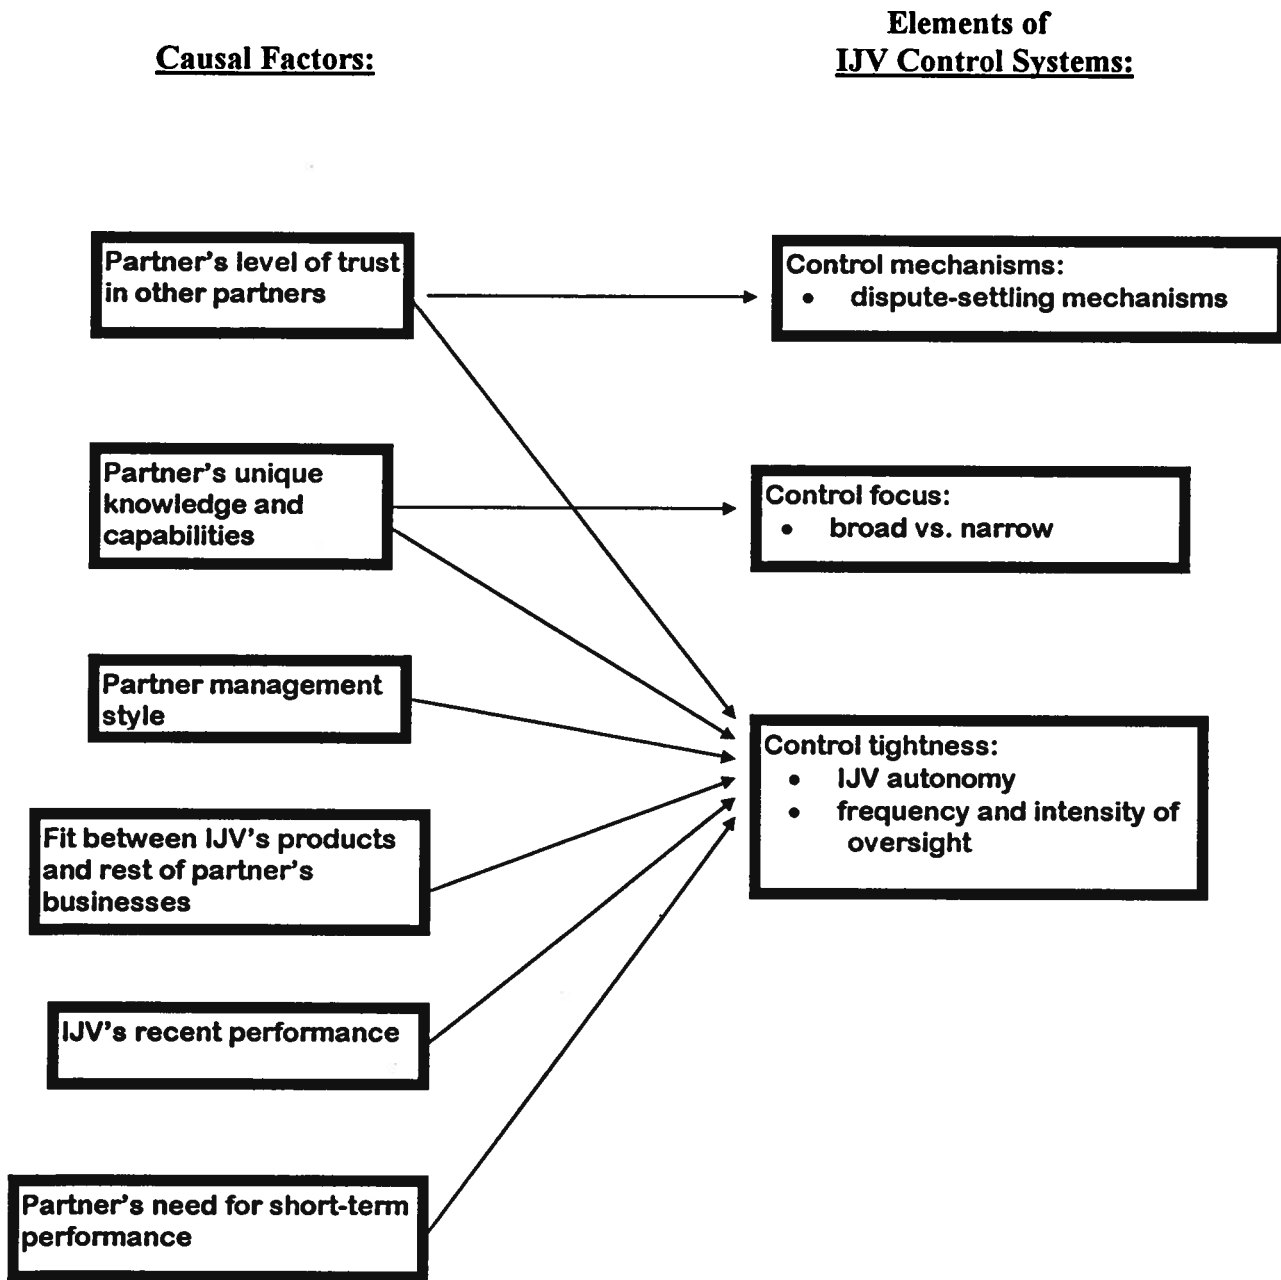 Causal Factors:
Elements of
IJV Control Systems:
Partner's level of trust
in other partners
Control mechanisms:
• dispute-settling mechanisms
Partner's unique
knowledge and
capabilities
Control focus:
• broad vs. narrow
Partner management
style
Control tightness:
• IJV autonomy
• frequency and intensity of
oversight
Fit between IJV's products
and rest of partner's
businesses
IJV's recent performance
Partner's need for short-term
performance